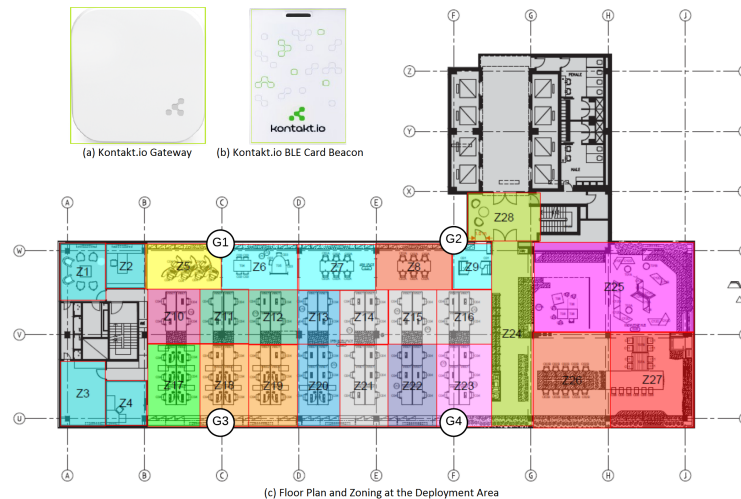 kontakt.io
(a) Kontakt.io Gateway
(b) Kontakt.io BLE Card Beacon
F G H J
Z
FEMALE
Y
MALE
X
A B C D E
Z28
W
G1
G2
Z1
Z2
Z5
Z6
Z7
Z8
Z9
Z25
Z10
Z11
Z12
Z13
Z14
Z15
Z16
Z24
V
Z3
Z4
Z17
Z18
Z19
Z20
Z21
Z22
Z23
Z26
Z27
U
G3
G4
A B C D E F G H J
(c) Floor Plan and Zoning at the Deployment Area